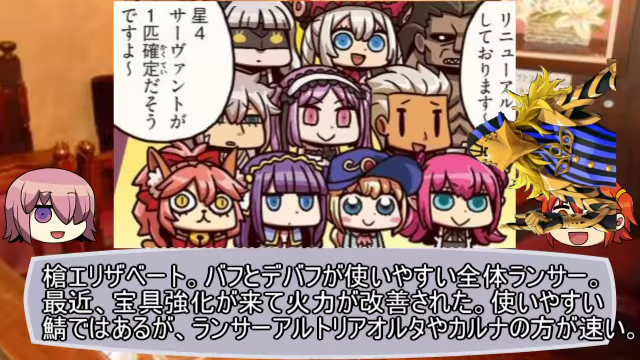 リニューアル
しております〜
星4
サーヴァントが
1匹確定だそう
かくてい
ですよ〜
槍エリザベート。バフとデバフが使いやすい全体ランサー。
最近、宝具強化が来て火力が改善された。使いやすい
鯖ではあるが、ランサーアルトリアオルタやカルナの方が速い。